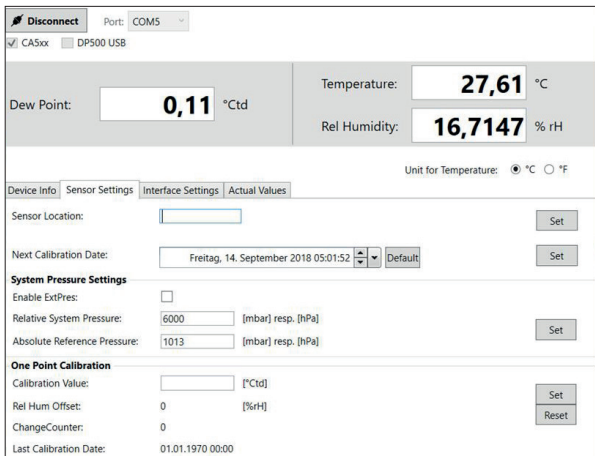 Disconnect Port: COM5
CA5xx DP500 USB
Dew Point: 0,11 °Ctd
Temperature: 27,61 °C
Rel Humidity: 16,7147 % rH
Unit for Temperature: °C °F
Device Info Sensor Settings Interface Settings Actual Values
Sensor Location: Set
Next Calibration Date: Freitag, 14. September 2018 05:01:52 Default Set
System Pressure Settings
Enable ExtPres:
Relative System Pressure: 6000 [mbar] resp. [hPa]
Set
Absolute Reference Pressure: 1013 [mbar] resp. [hPa]
One Point Calibration
Calibration Value: [°Ctd]
Set
Rel Hum Offset: 0 [%rH]
Reset
ChangeCounter: 0
Last Calibration Date: 01.01.1970 00:00